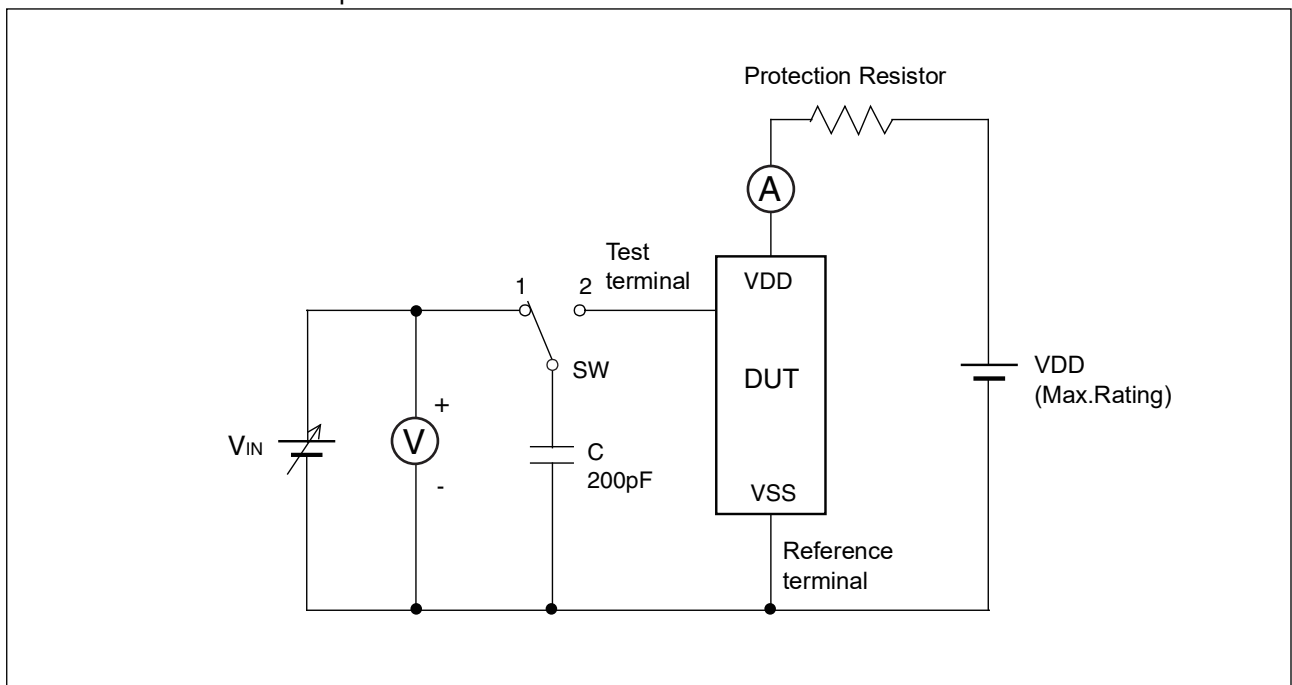 Protection Resistor
A
Test
terminal
VDD
1
2
SW
DUT
VDD
(Max.Rating)
+
VIN
V
C
200pF
-
VSS
Reference
terminal